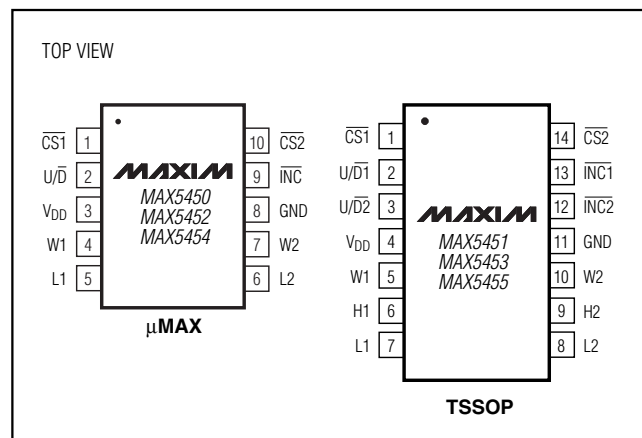 TOP VIEW
CS1 1 10 CS2
U/D 2 MAXIM 9 INC
MAX5450
VDD 3 MAX5452 8 GND
MAX5454
W1 4 7 W2
L1 5 6 L2
µMAX
CS1 1 14 CS2
U/D1 2 13 INC1
U/D2 3 MAXIM 12 INC2
VDD 4 MAX5451 11 GND
MAX5453
W1 5 MAX5455 10 W2
H1 6 9 H2
L1 7 8 L2
TSSOP